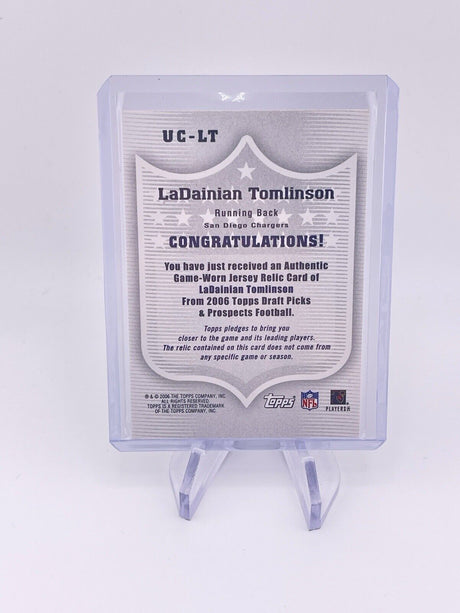 UC-LT
LaDainian Tomlinson
Running Back
San Diego Chargers
CONGRATULATIONS!
You have just received an Authentic
Game-Worn Jersey Relic Card of
LaDainian Tomlinson
From 2006 Topps Draft Picks
& Prospects Football.
Topps pledges to bring you
closer to the game and its leading players.
The relic contained on this card does not come from
any specific game or season.
® & © 2006 THE TOPPS COMPANY, INC.
ALL RIGHTS RESERVED.
TOPPS IS A REGISTERED TRADEMARK
OF THE TOPPS COMPANY, INC.
topps
NFL
PLAYERS